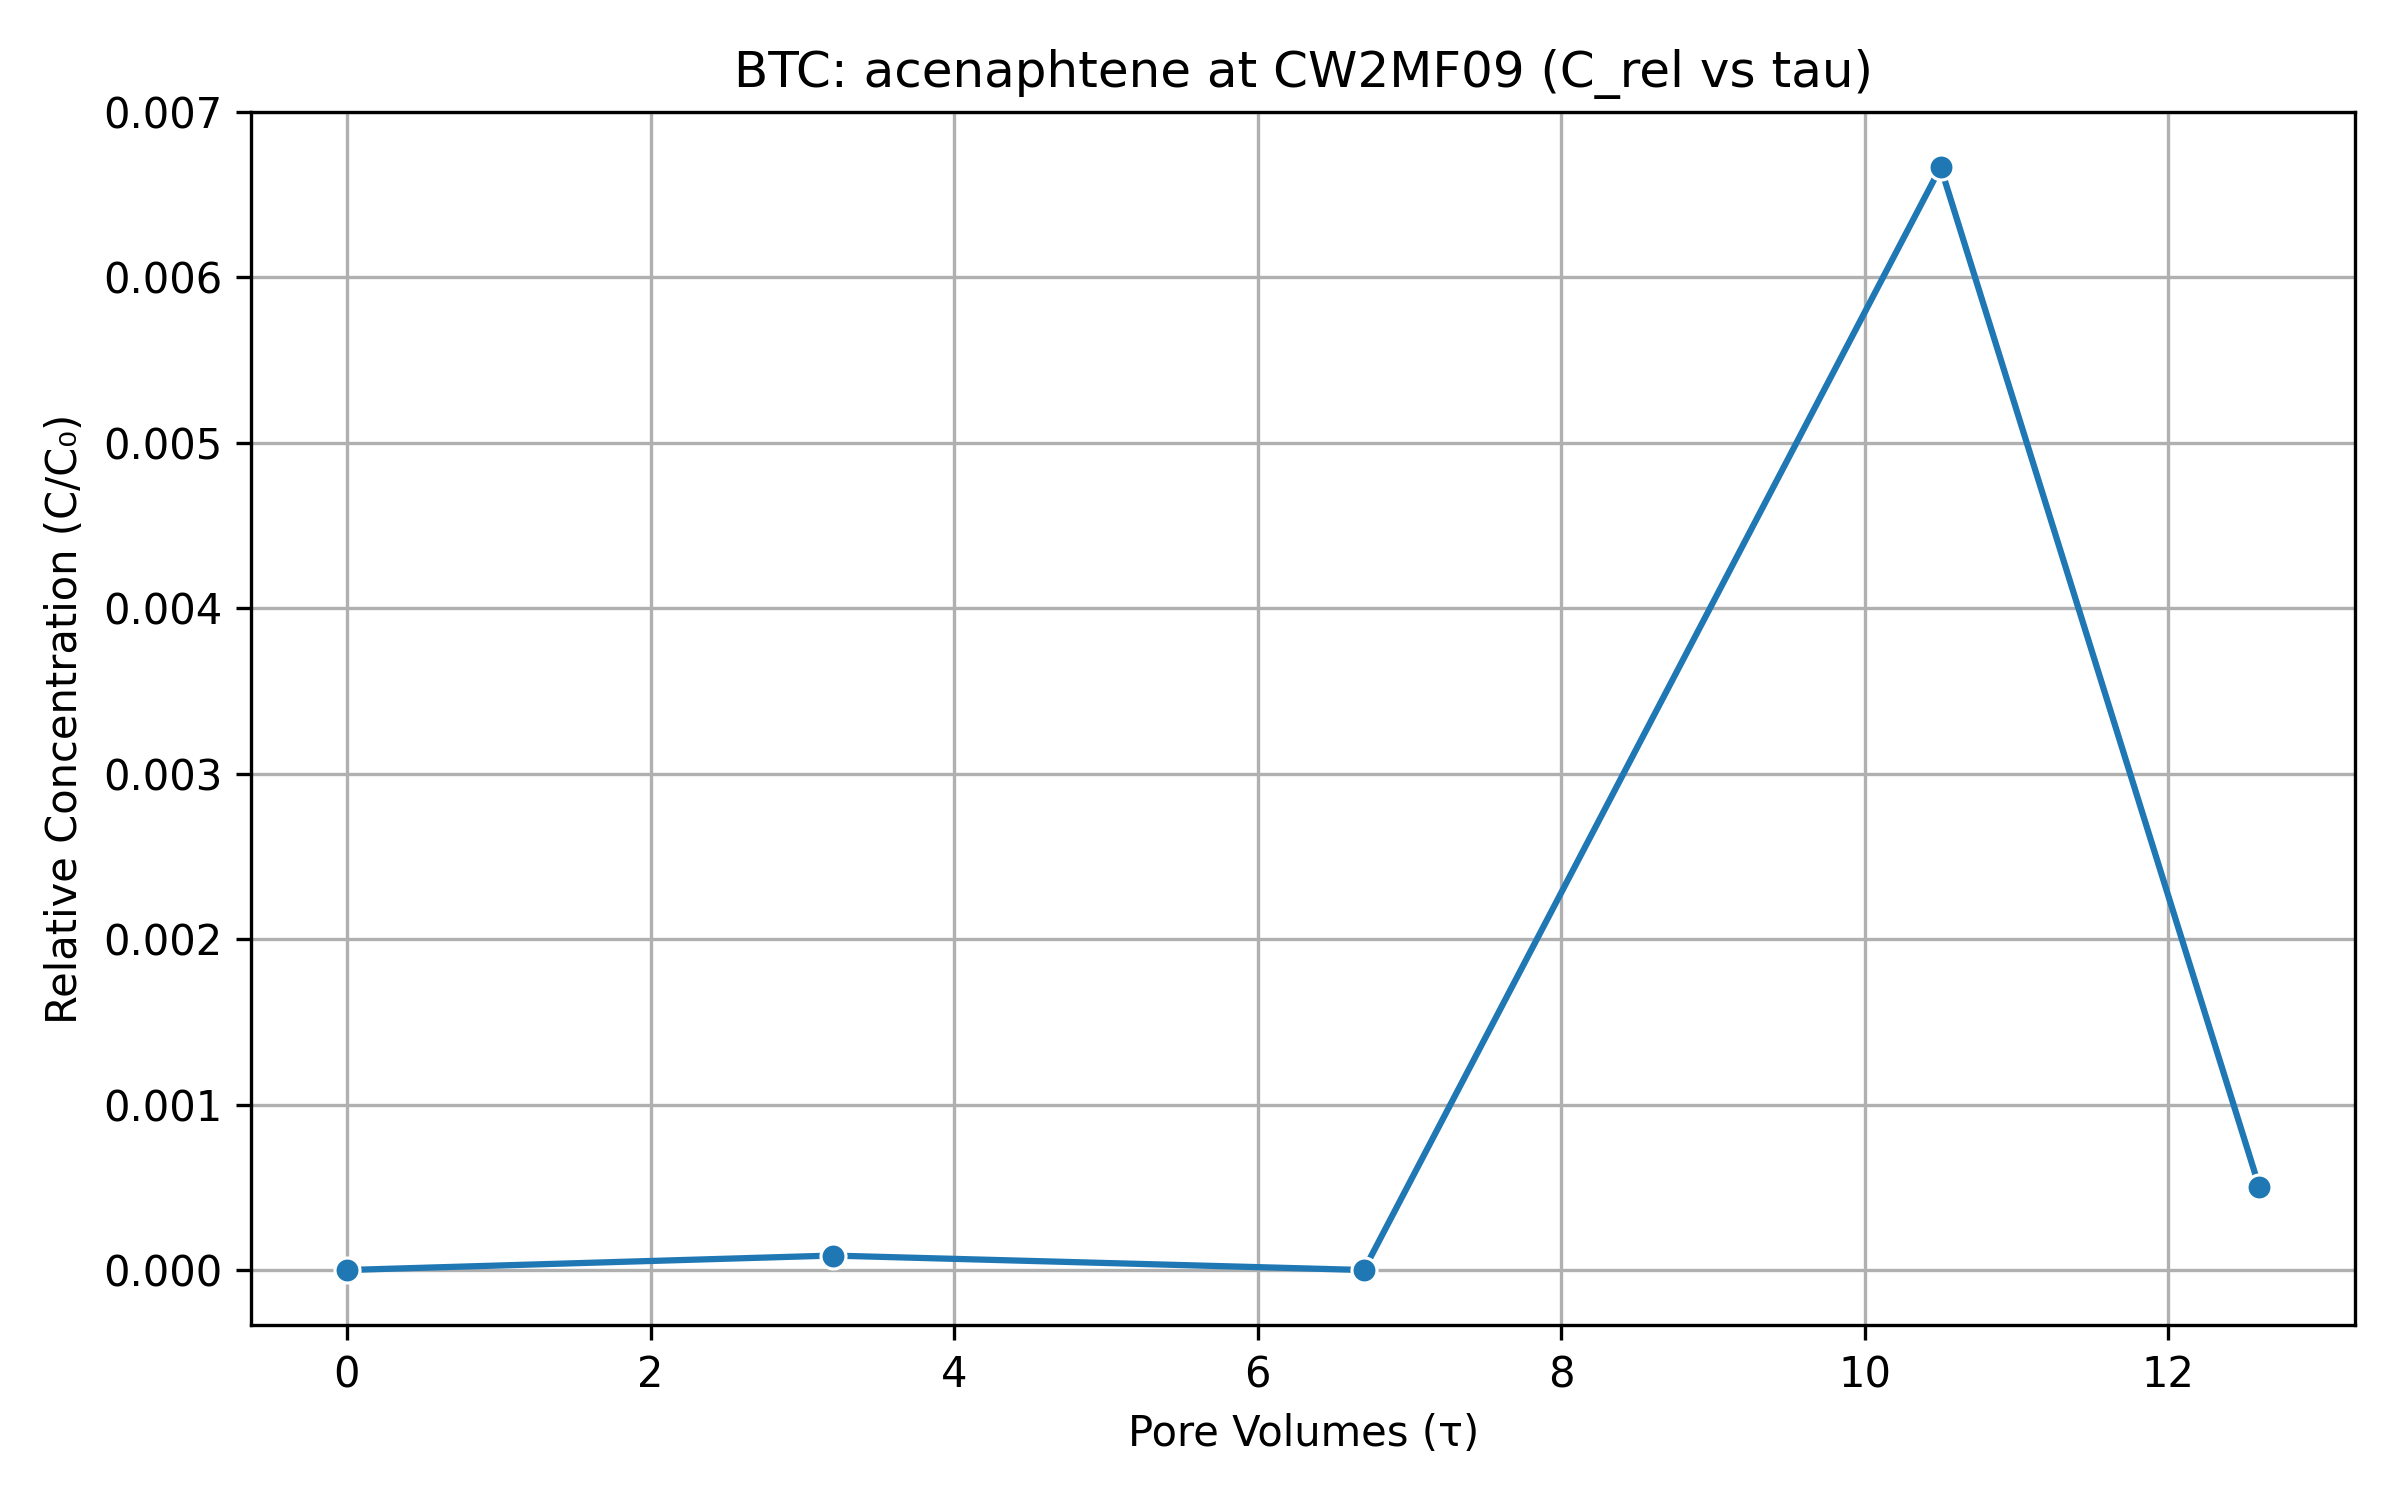 BTC: acenaphtene at CW2MF09 (C_rel vs tau)
0.007
0.006
0.005
0.004
0.003
0.002
0.001
0.000
Relative Concentration (C/C₀)
0 2 4 6 8 10 12
Pore Volumes (τ)